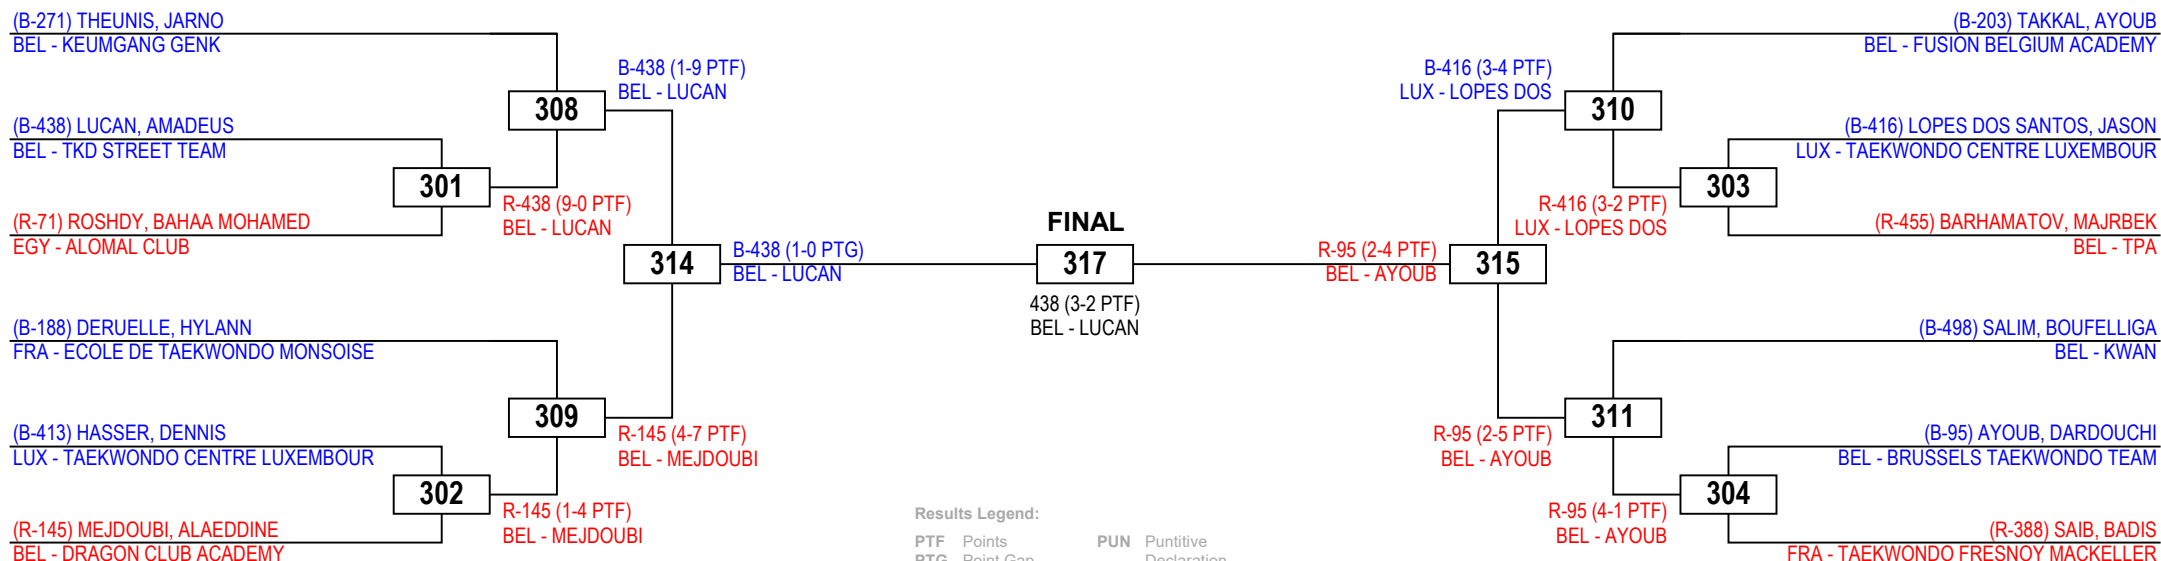 (B-271) THEUNIS, JARNO
BEL - KEUMGANG GENK
B-438 (1-9 PTF)
BEL - LUCAN
308
(B-438) LUCAN, AMADEUS
BEL - TKD STREET TEAM
301
R-438 (9-0 PTF)
BEL - LUCAN
(R-71) ROSHDY, BAHAA MOHAMED
EGY - ALOMAL CLUB
314
B-438 (1-0 PTG)
BEL - LUCAN
(B-188) DERUELLE, HYLANN
FRA - ECOLE DE TAEKWONDO MONSOISE
309
R-145 (4-7 PTF)
BEL - MEJDOUBI
(B-413) HASSER, DENNIS
LUX - TAEKWONDO CENTRE LUXEMBOUR
302
R-145 (1-4 PTF)
BEL - MEJDOUBI
(R-145) MEJDOUBI, ALAEDDINE
BEL - DRAGON CLUB ACADEMY
FINAL
317
438 (3-2 PTF)
BEL - LUCAN
(B-203) TAKKAL, AYOUB
BEL - FUSION BELGIUM ACADEMY
B-416 (3-4 PTF)
LUX - LOPES DOS
310
(B-416) LOPES DOS SANTOS, JASON
LUX - TAEKWONDO CENTRE LUXEMBOUR
303
R-416 (3-2 PTF)
LUX - LOPES DOS
(R-455) BARHAMATOV, MAJRBEK
BEL - TPA
R-95 (2-4 PTF)
BEL - AYOUB
315
(B-498) SALIM, BOUFELLIGA
BEL - KWAN
311
R-95 (2-5 PTF)
BEL - AYOUB
(B-95) AYOUB, DARDOUCHI
BEL - BRUSSELS TAEKWONDO TEAM
304
R-95 (4-1 PTF)
BEL - AYOUB
(R-388) SAIB, BADIS
FRA - TAEKWONDO FRESNOY MACKELLER
Results Legend:
PTF Points PUN Puntitive
PTG Point Gap Declaration